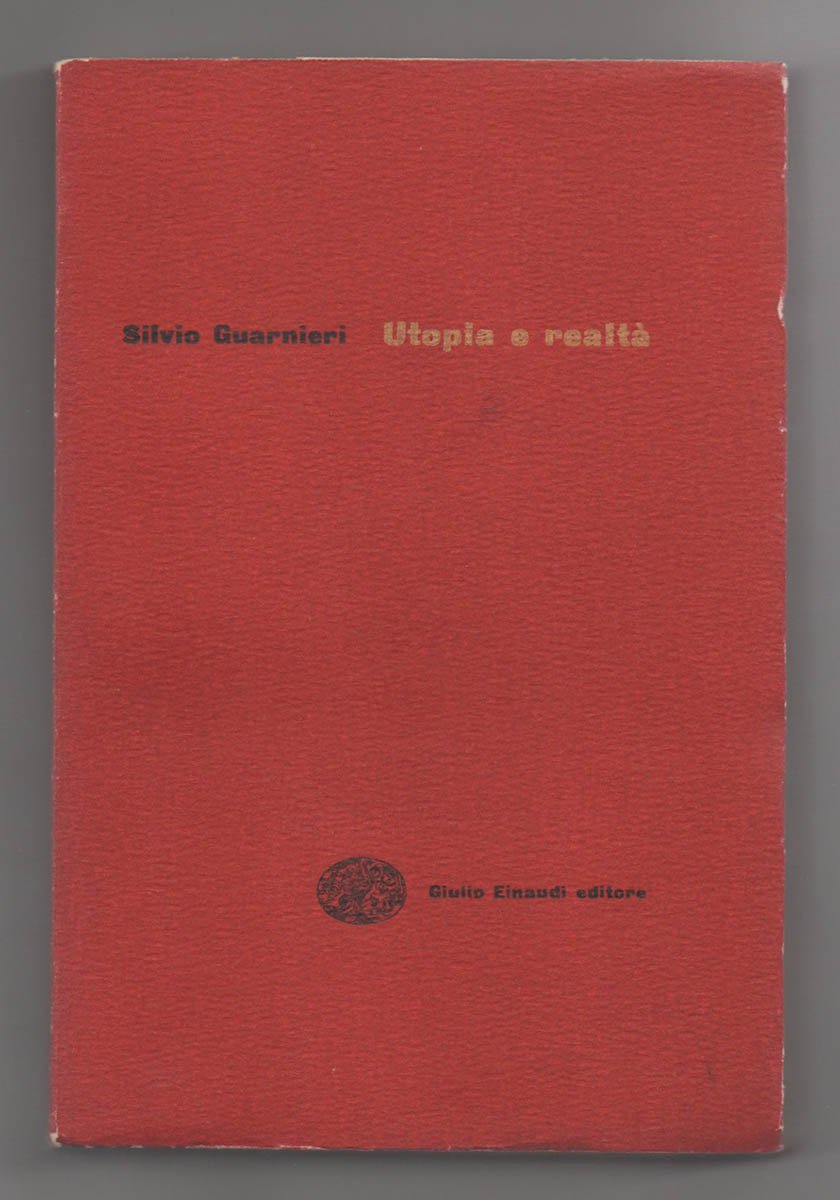 Silvio Guarnieri Utopia e realtà
Giulio Einaudi editore